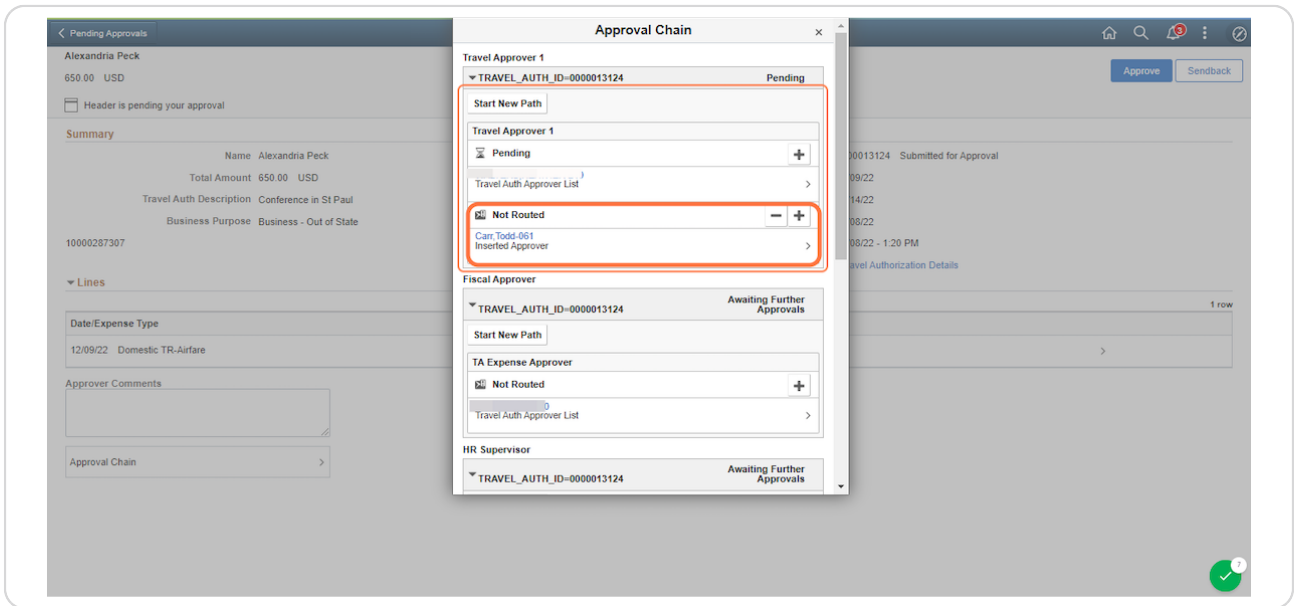 Pending Approvals
3
Alexandria Peck
650.00 USD
Header is pending your approval
Approve
Sendback
Summary
Name Alexandria Peck
Total Amount 650.00 USD
Travel Auth Description Conference in St Paul
Business Purpose Business - Out of State
10000287307
00013124 Submitted for Approval
09/22
14/22
08/22
08/22 - 1:20 PM
avel Authorization Details
Lines
1 row
Date/Expense Type
12/09/22 Domestic TR-Airfare
Approver Comments
Approval Chain
Approval Chain
×
Travel Approver 1
TRAVEL_AUTH_ID=0000013124 Pending
Start New Path
Travel Approver 1
Pending
Travel Auth Approver List
Not Routed
Carr,Todd-061
Inserted Approver
Fiscal Approver
TRAVEL_AUTH_ID=0000013124 Awaiting Further
Approvals
Start New Path
TA Expense Approver
Not Routed
Travel Auth Approver List
HR Supervisor
TRAVEL_AUTH_ID=0000013124 Awaiting Further
Approvals
7